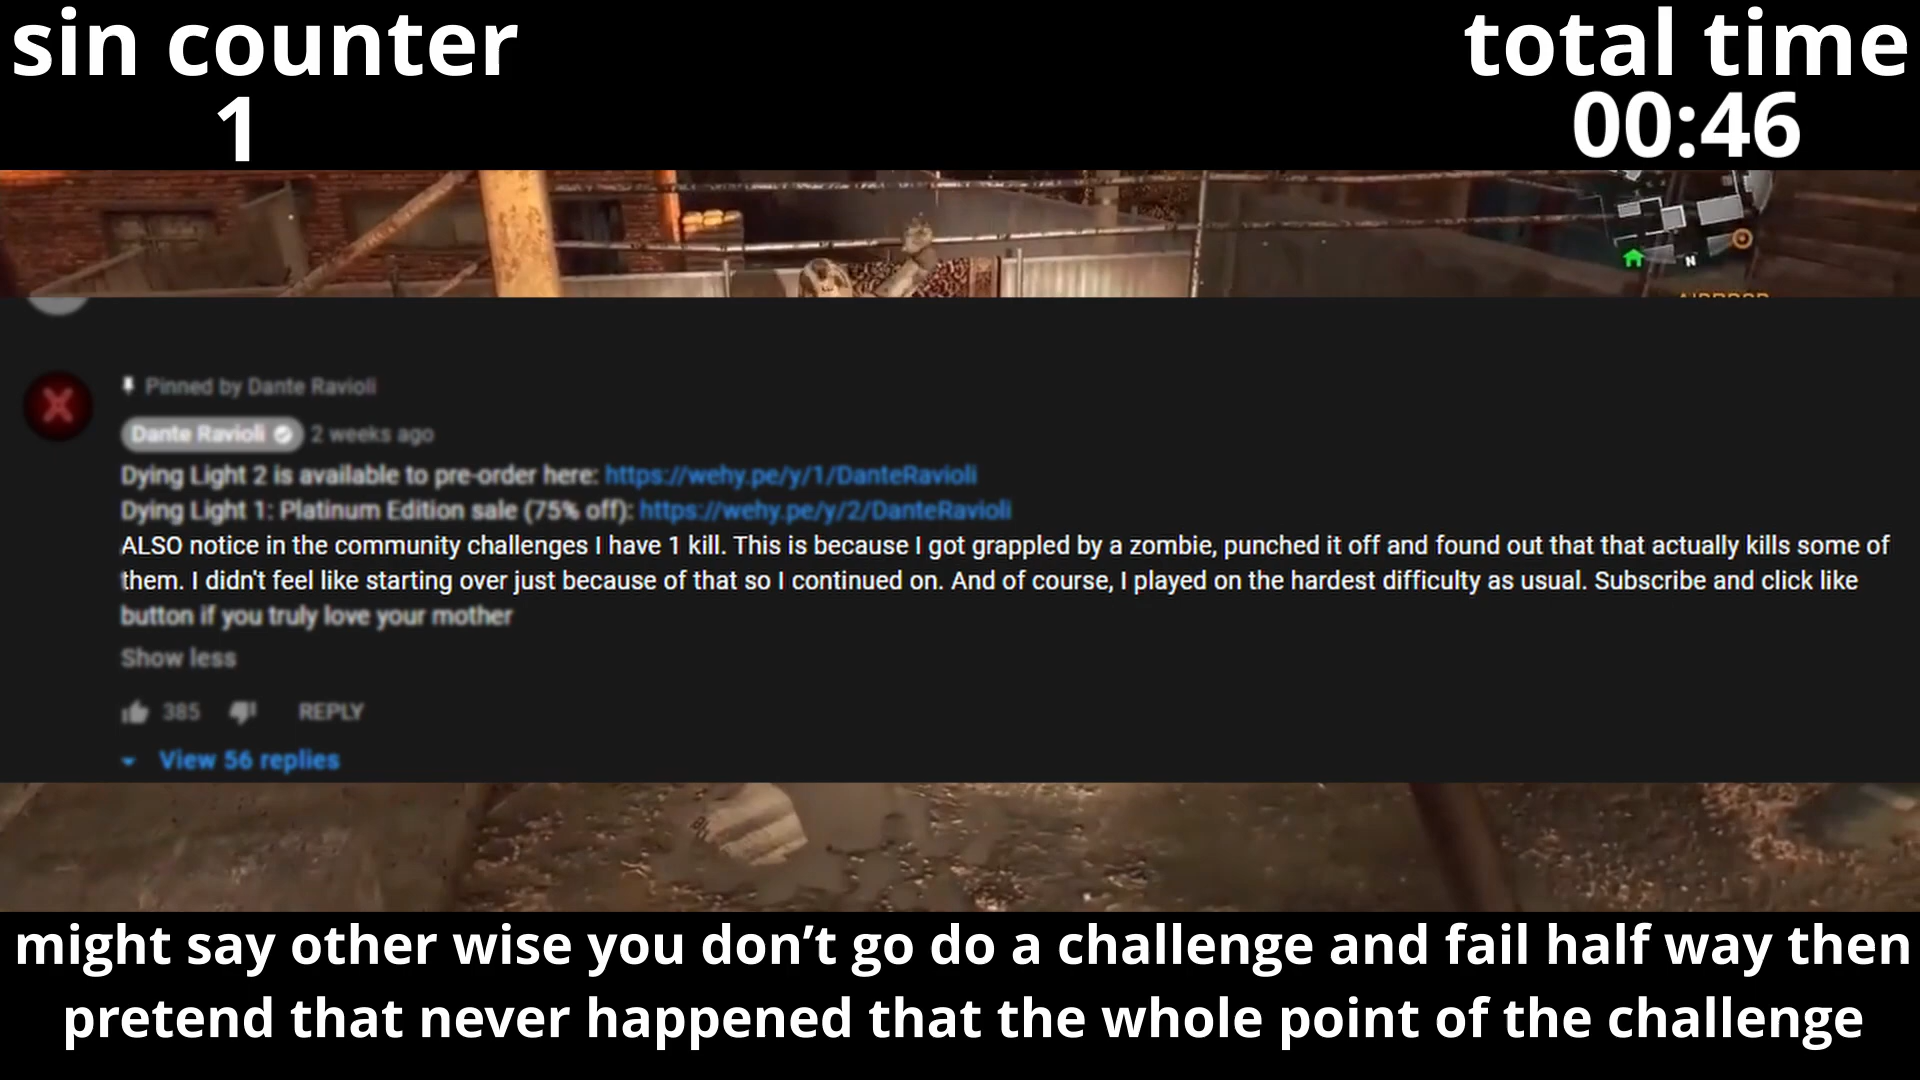 sin counter
1
total time
00:46
N
Pinned by Dante Ravioli
Dante Ravioli 2 weeks ago
Dying Light 2 is available to pre-order here: https://wehy.pe/y/1/DanteRavioli
Dying Light 1: Platinum Edition sale (75% off): https://wehy.pe/y/2/DanteRavioli
ALSO notice in the community challenges I have 1 kill. This is because I got grappled by a zombie, punched it off and found out that that actually kills some of
them. I didn't feel like starting over just because of that so I continued on. And of course, I played on the hardest difficulty as usual. Subscribe and click like
button if you truly love your mother
Show less
385 REPLY
View 56 replies
might say other wise you don’t go do a challenge and fail half way then
pretend that never happened that the whole point of the challenge